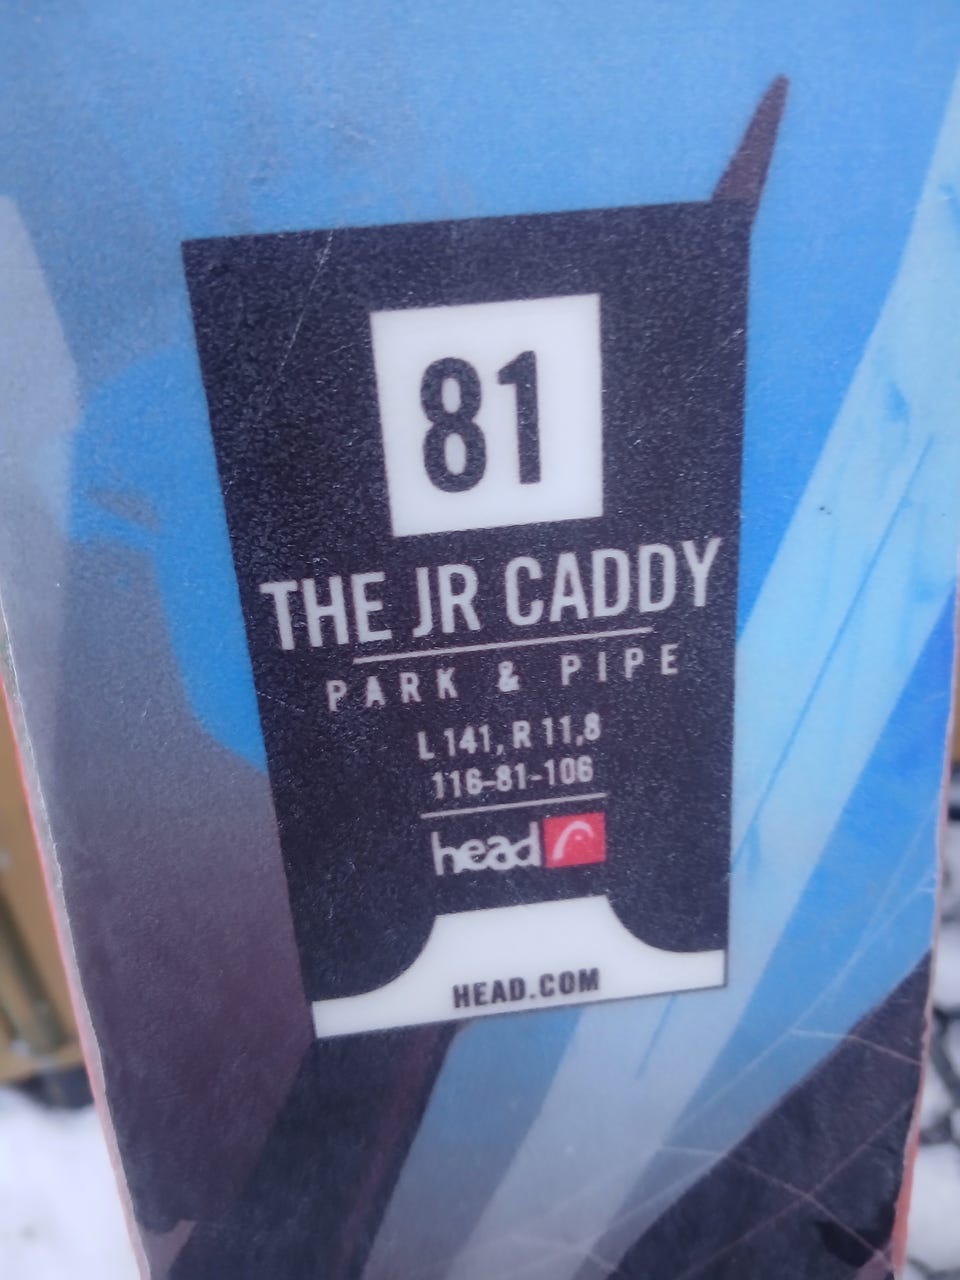 81
THE JR CADDY
PARK & PIPE
L 141, R 11,8
116-81-106
head
HEAD.COM